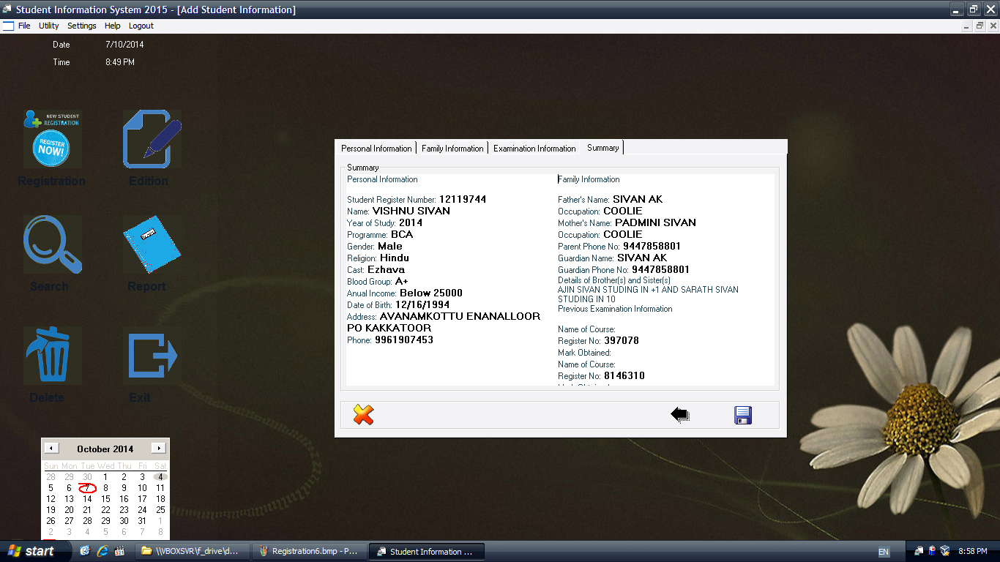 Student Information System 2015 - [Add Student Information]
File Utility Settings Help Logout
Date 7/10/2014
Time 8:49 PM
NEW STUDENT
REGISTRATION
REGISTER
NOW!
Registration
Edition
Search
Report
Delete
Exit
Personal Information Family Information Examination Information Summary
Summary
Personal Information
Student Register Number: 12119744
Name: VISHNU SIVAN
Year of Study: 2014
Programme: BCA
Gender: Male
Religion: Hindu
Cast: Ezhava
Blood Group: A+
Anual Income: Below 25000
Date of Birth: 12/16/1994
Address: AVANAMKOTTU ENANALLOOR
PO KAKKATOOR
Phone: 9961907453
Family Information
Father's Name: SIVAN AK
Occupation: COOLIE
Mother's Name: PADMINI SIVAN
Occupation: COOLIE
Parent Phone No: 9447858801
Guardian Name: SIVAN AK
Guardian Phone No: 9447858801
Details of Brother(s) and Sister(s)
AJIN SIVAN STUDING IN +1 AND SARATH SIVAN
STUDING IN 10
Previous Examination Information
Name of Course:
Register No: 397078
Mark Obtained:
Name of Course:
Register No: 8146310
October 2014
Sun Mon Tue Wed Thu Fri Sat
28 29 30 1 2 3 4
5 6 7 8 9 10 11
12 13 14 15 16 17 18
19 20 21 22 23 24 25
26 27 28 29 30 31 1
2 3 4 5 6 7 8
start \\VBOXSVR\f_drive\d... Registration6.bmp - P... Student Information ... EN 8:58 PM